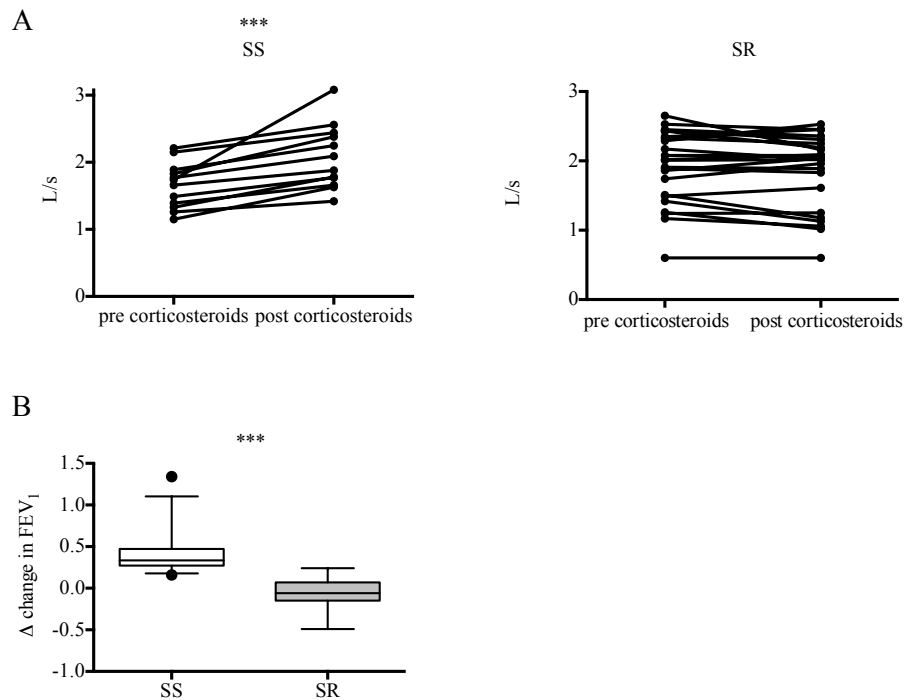 A
***
SS
SR
L/s
3
2
1
0
pre corticosteroids post corticosteroids
L/s
3
2
1
0
pre corticosteroids post corticosteroids
B
***
Δ change in FEV₁
1.5
1.0
0.5
0.0
-0.5
-1.0
SS
SR